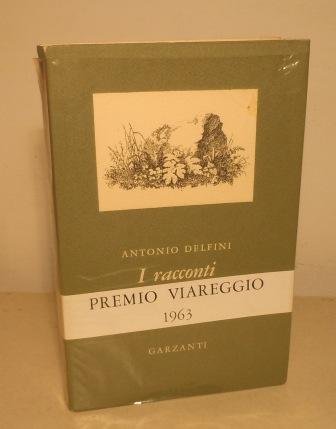 ANTONIO DELFINI
I racconti
PREMIO VIAREGGIO
1963
GARZANTI